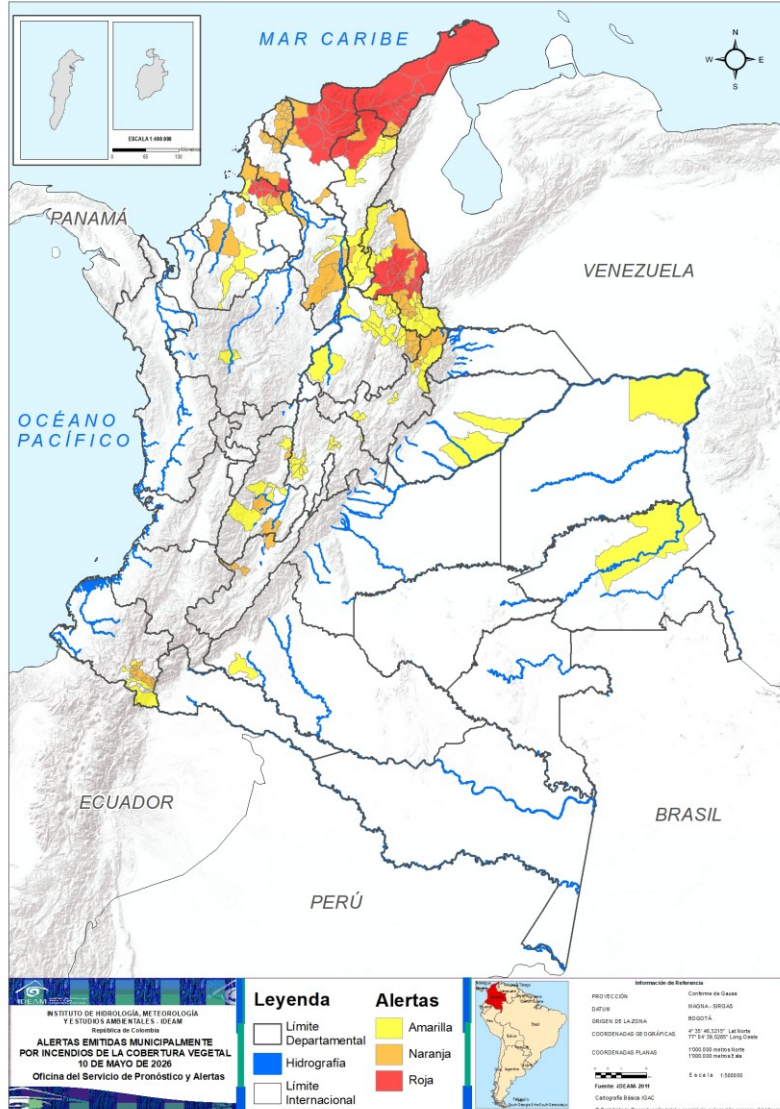 MAR CARIBE
N
W
E
S
ESCALA 1:400.000
0 65 130
PANAMÁ
VENEZUELA
OCÉANO
PACÍFICO
ECUADOR
BRASIL
PERÚ
IDEAM
INSTITUTO DE HIDROLOGÍA, METEOROLOGÍA
Y ESTUDIOS AMBIENTALES - IDEAM
República de Colombia
ALERTAS EMITIDAS MUNICIPALMENTE
POR INCENDIOS DE LA COBERTURA VEGETAL
10 DE MAYO DE 2026
Oficina del Servicio de Pronóstico y Alertas
Leyenda
Límite
Departamental
Hidrografía
Límite
Internacional
Alertas
Amarilla
Naranja
Roja
Información de Referencia
PROYECCIÓN Conforme de Gauss
DATUM MAGNA - SIRGAS
ORIGEN DE LA ZONA BOGOTÁ
COORDENADAS GEOGRÁFICAS
COORDENADAS PLANAS 1'000.000 metros Norte
1'000.000 metros Este
Escala 1:500000
Fuente: IDEAM- 2011
Cartografía Básica: IGAC